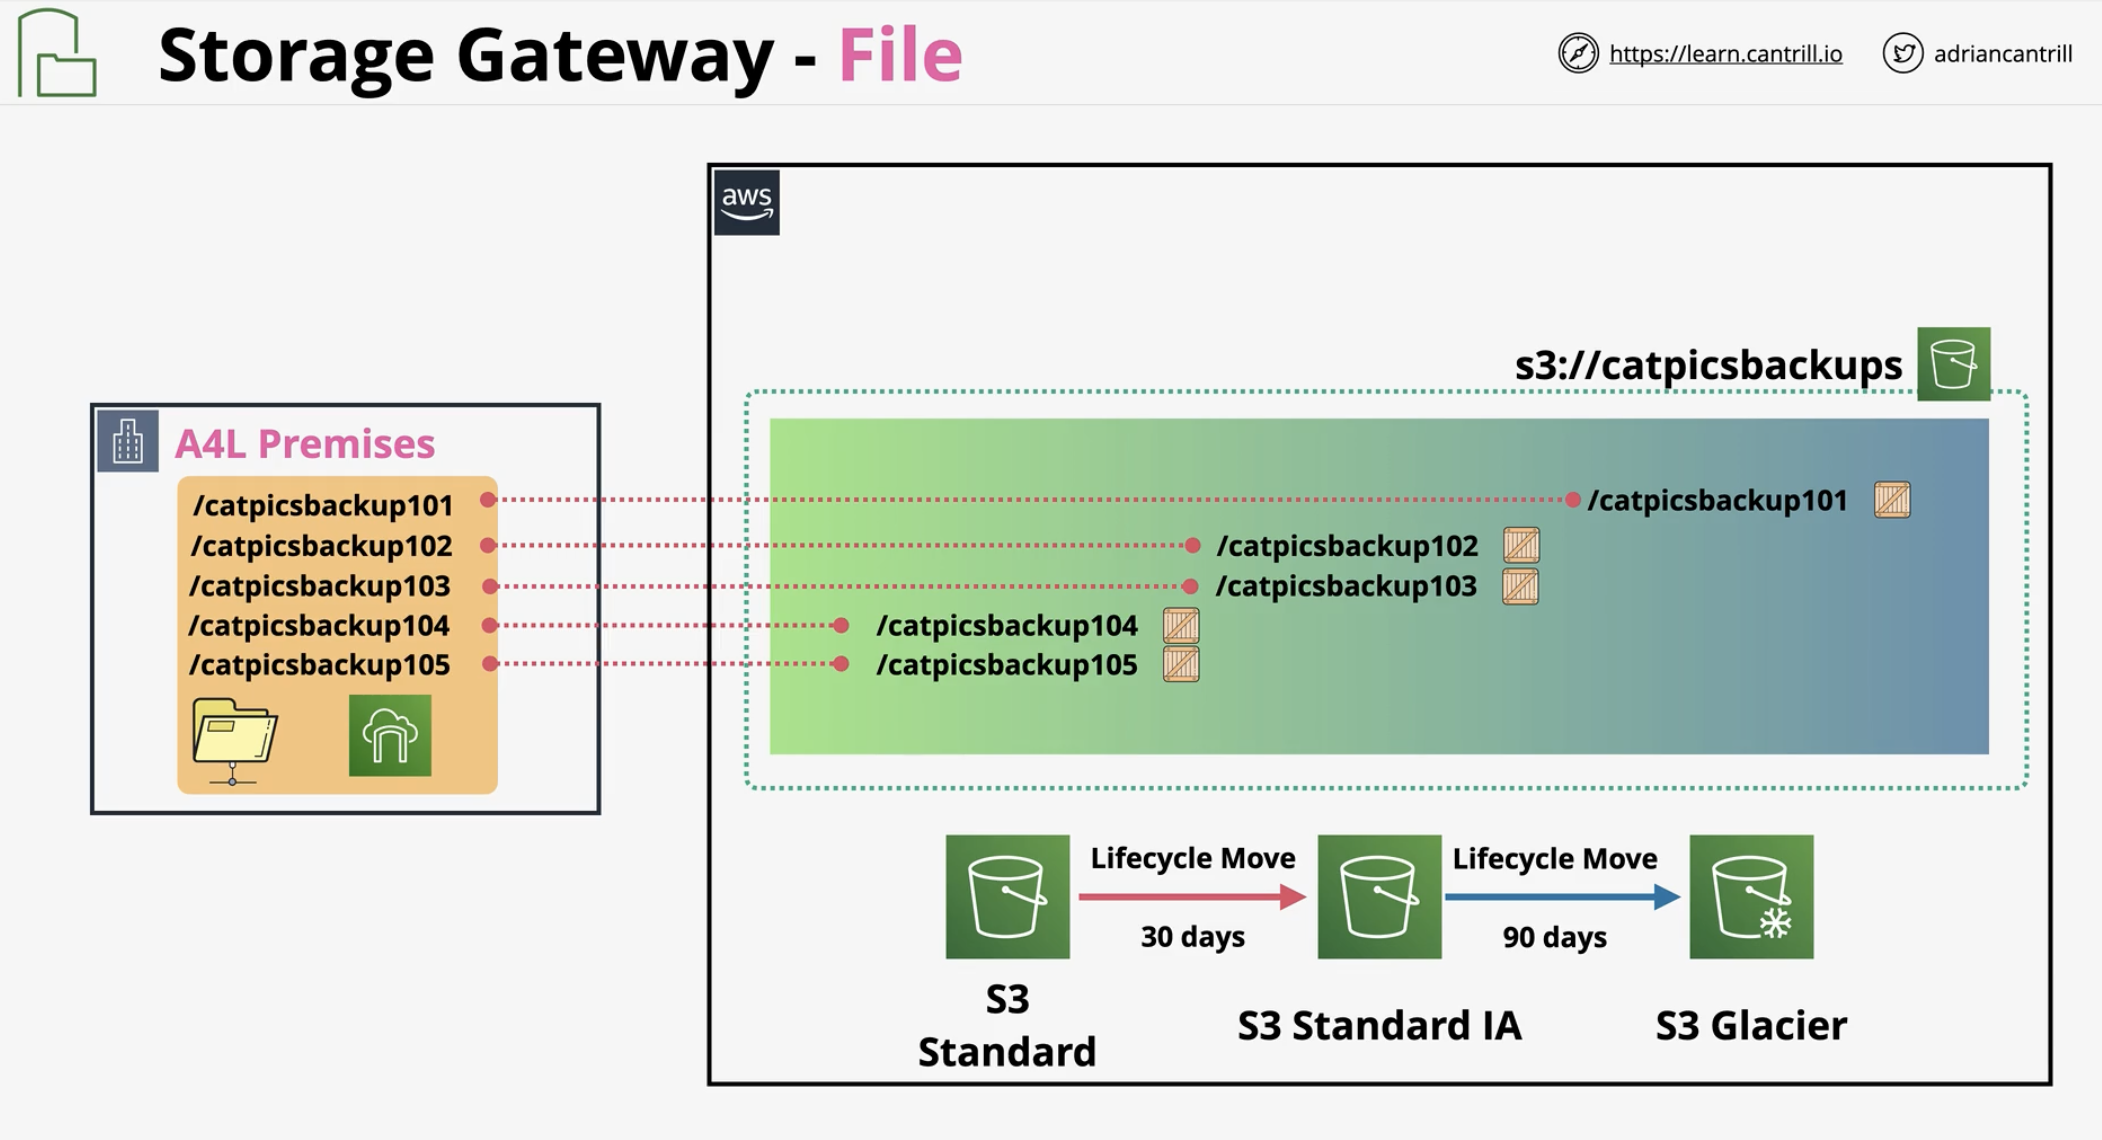 Storage Gateway - File
https://learn.cantrill.io
adriancantrill
aws
s3://catpicsbackups
A4L Premises
/catpicsbackup101
/catpicsbackup102
/catpicsbackup103
/catpicsbackup104
/catpicsbackup105
/catpicsbackup101
/catpicsbackup102
/catpicsbackup103
/catpicsbackup104
/catpicsbackup105
Lifecycle Move
30 days
Lifecycle Move
90 days
S3
Standard
S3 Standard IA
S3 Glacier